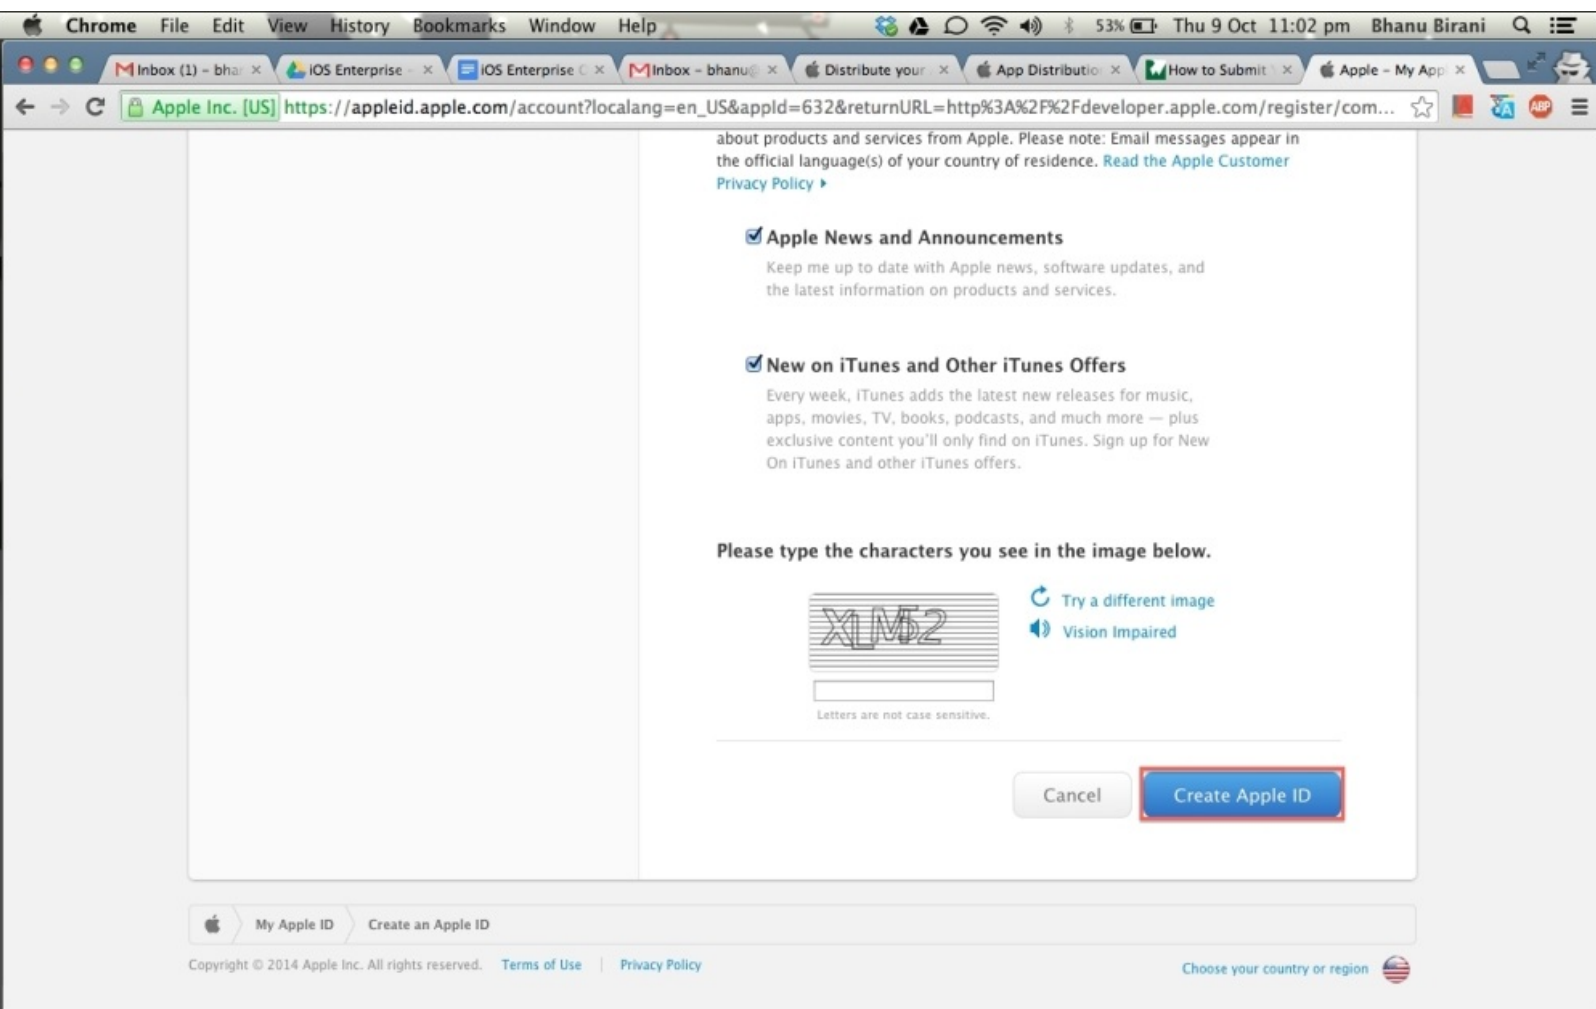 Chrome File Edit View History Bookmarks Window Help 53% Thu 9 Oct 11:02 pm Bhanu Birani
Inbox (1) – bha × iOS Enterprise – × iOS Enterprise C × Inbox – bhanu@ × Distribute your × App Distributio × How to Submit × Apple – My App ×
Apple Inc. [US] https://appleid.apple.com/account?localang=en_US&appId=632&returnURL=http%3A%2F%2Fdeveloper.apple.com/register/com... ABP
about products and services from Apple. Please note: Email messages appear in
the official language(s) of your country of residence. Read the Apple Customer
Privacy Policy
Apple News and Announcements
Keep me up to date with Apple news, software updates, and
the latest information on products and services.
New on iTunes and Other iTunes Offers
Every week, iTunes adds the latest new releases for music,
apps, movies, TV, books, podcasts, and much more — plus
exclusive content you'll only find on iTunes. Sign up for New
On iTunes and other iTunes offers.
Please type the characters you see in the image below.
XLM52
Try a different image
Vision Impaired
Letters are not case sensitive.
Cancel Create Apple ID
My Apple ID Create an Apple ID
Copyright © 2014 Apple Inc. All rights reserved. Terms of Use | Privacy Policy
Choose your country or region